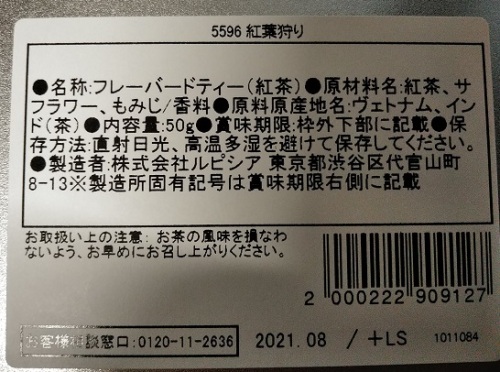 5596 紅葉狩り
●名称:フレーバードティー(紅茶)●原材料名:紅茶、サ
フラワー、もみじ/香料●原料原産地名:ヴェトナム、イン
ド(茶)●内容量:50g●賞味期限:枠外下部に記載●保
存方法:直射日光、高温多湿を避けて保存してください。
●製造者:株式会社ルピシア 東京都渋谷区代官山町
8-13※製造所固有記号は賞味期限右側に記載
お取扱い上の注意: お茶の風味を損なわ
ないよう、お早めにお召し上がりください。
2 000222 909127
お客様相談窓口:0120-11-2636 2021.08 /+LS 1011084